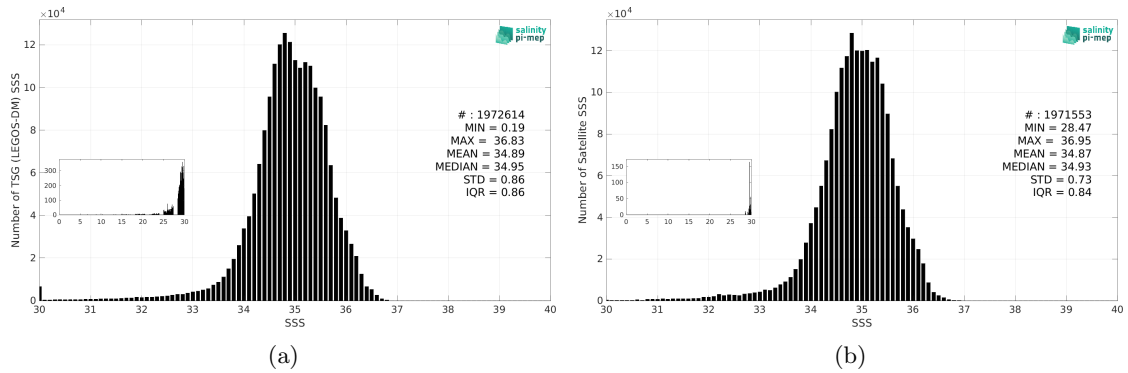 ×10⁴
salinity
pi-mep
Number of TSG (LEGOS-DM) SSS
12
10
8
6
4
2
0
# : 1972614
MIN = 0.19
MAX = 36.83
MEAN = 34.89
MEDIAN = 34.95
STD = 0.86
IQR = 0.86
300
200
100
0
0 5 10 15 20 25 30
30 31 32 33 34 35 36 37 38 39 40
SSS
(a)
×10⁴
salinity
pi-mep
Number of Satellite SSS
12
10
8
6
4
2
0
# : 1971553
MIN = 28.47
MAX = 36.95
MEAN = 34.87
MEDIAN = 34.93
STD = 0.73
IQR = 0.84
150
100
50
0
0 5 10 15 20 25 30
30 31 32 33 34 35 36 37 38 39 40
SSS
(b)